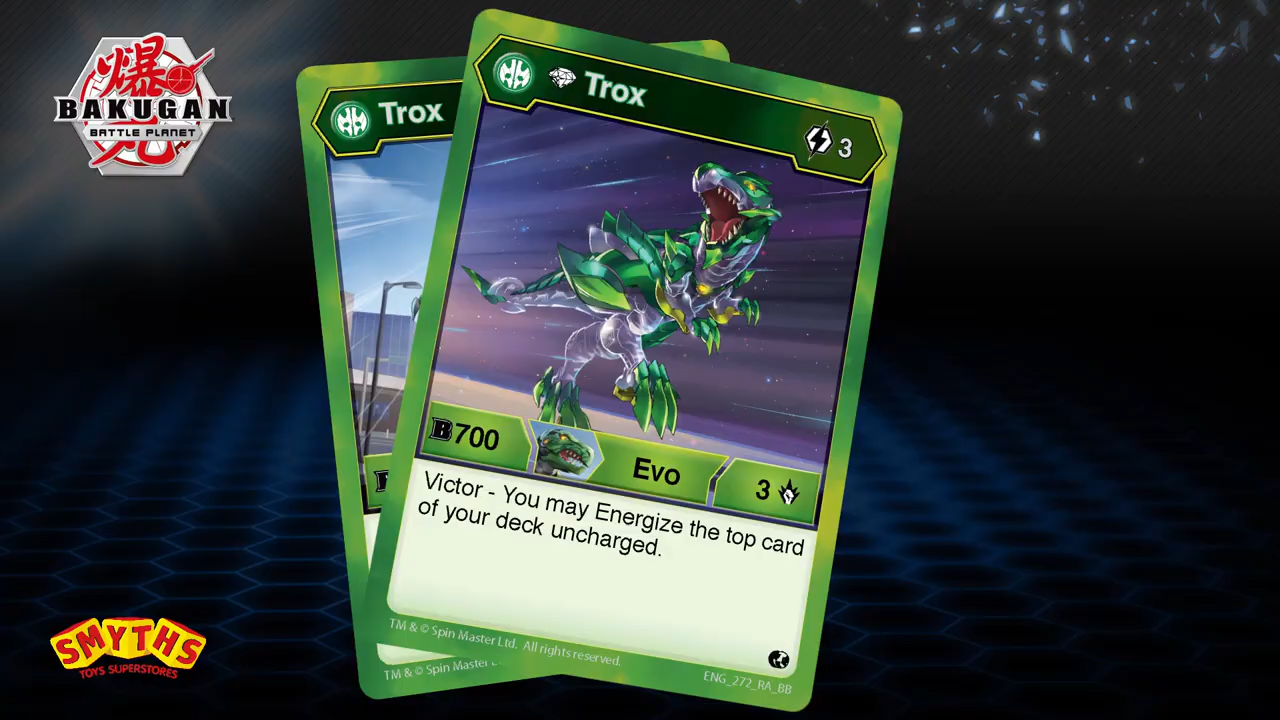 爆
BAKUGAN
BATTLE PLANET
Trox
Trox
3
B700
Evo
3
Victor - You may Energize the top card
of your deck uncharged.
TM & © Spin Master Ltd. All rights reserved.
TM & © Spin Master
ENG_272_RA_BB
SMYTHS
TOYS SUPERSTORES